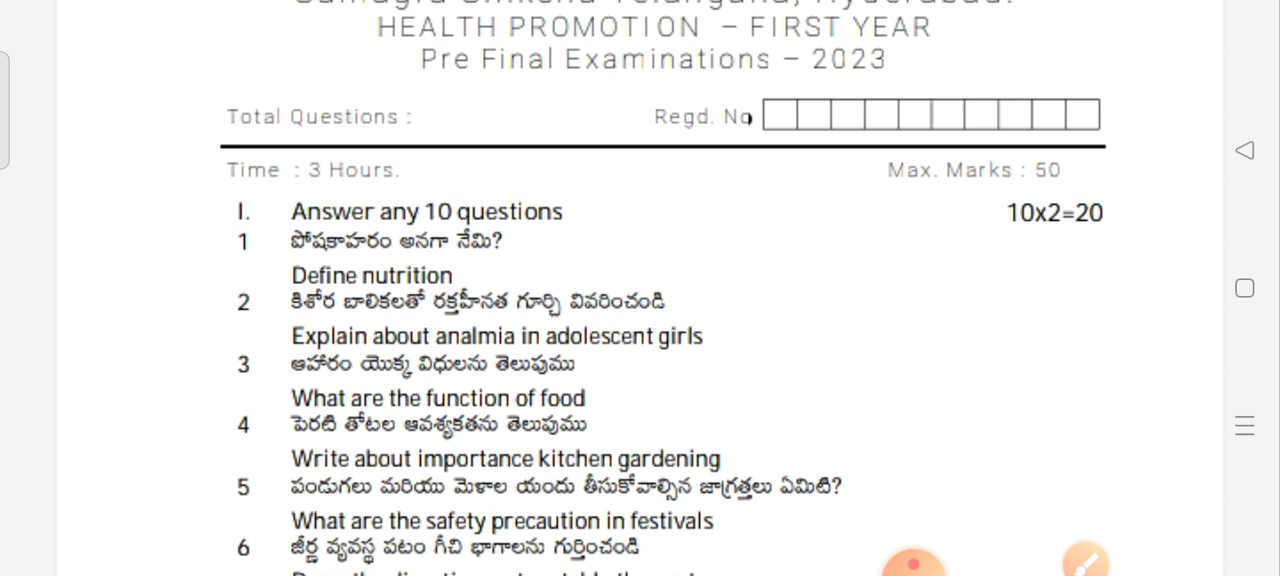 HEALTH PROMOTION – FIRST YEAR
Pre Final Examinations – 2023
Total Questions : Regd. No
Time : 3 Hours. Max. Marks : 50
I. Answer any 10 questions 10x2=20
1 పోషకాహరం అనగా నేమి?
Define nutrition
2 కిశోర బాలికలతో రక్తహీనత గూర్చి వివరించండి
Explain about analmia in adolescent girls
3 ఆహారం యొక్క విధులను తెలుపుము
What are the function of food
4 పెరటి తోటల ఆవశ్యకతను తెలుపుము
Write about importance kitchen gardening
5 పండుగలు మరియు మెళాల యందు తీసుకోవాల్సిన జాగ్రత్తలు ఏమిటి?
What are the safety precaution in festivals
6 జీర్ణ వ్యవస్థ పటం గీచి భాగాలను గుర్తించండి